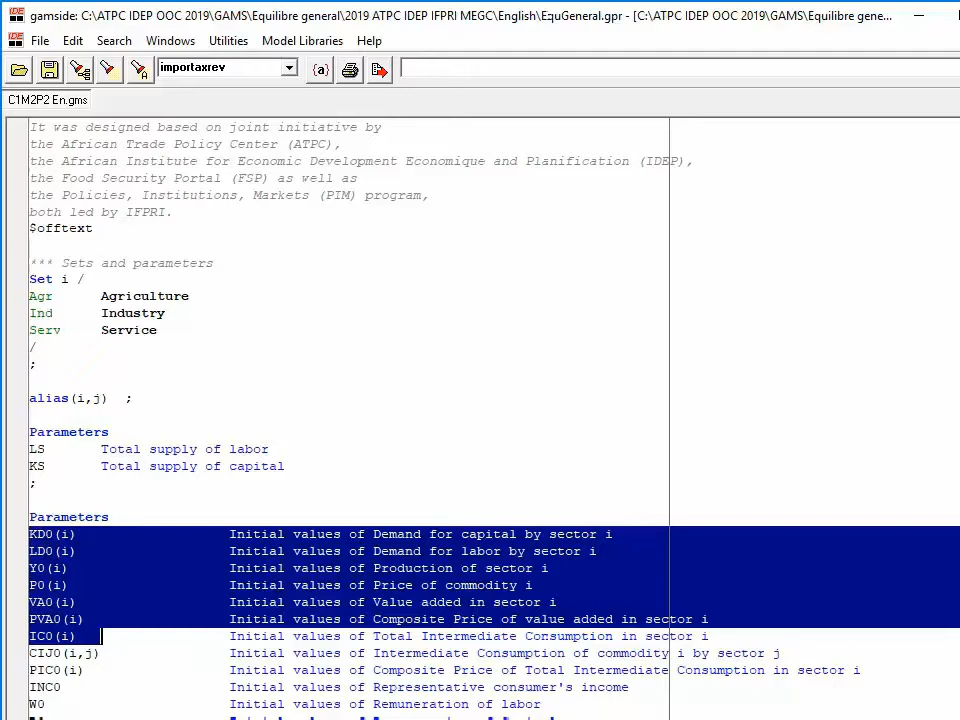 gamside: C:\ATPC IDEP OOC 2019\GAMS\Equilibre general\2019 ATPC IDEP IFPRI MEGC\English\EquGeneral.gpr - [C:\ATPC IDEP OOC 2019\GAMS\Equilibre gene...
File Edit Search Windows Utilities Model Libraries Help
importaxrev {a}
C1M2P2 En.gms
It was designed based on joint initiative by
the African Trade Policy Center (ATPC),
the African Institute for Economic Development Economique and Planification (IDEP),
the Food Security Portal (FSP) as well as
the Policies, Institutions, Markets (PIM) program,
both led by IFPRI.
$offtext
*** Sets and parameters
Set i /
Agr Agriculture
Ind Industry
Serv Service
/
;
alias(i,j) ;
Parameters
LS Total supply of labor
KS Total supply of capital
;
Parameters
KD0(i) Initial values of Demand for capital by sector i
LD0(i) Initial values of Demand for labor by sector i
Y0(i) Initial values of Production of sector i
P0(i) Initial values of Price of commodity i
VA0(i) Initial values of Value added in sector i
PVA0(i) Initial values of Composite Price of value added in sector i
IC0(i) Initial values of Total Intermediate Consumption in sector i
CIJ0(i,j) Initial values of Intermediate Consumption of commodity i by sector j
PIC0(i) Initial values of Composite Price of Total Intermediate Consumption in sector i
INC0 Initial values of Representative consumer's income
W0 Initial values of Remuneration of labor